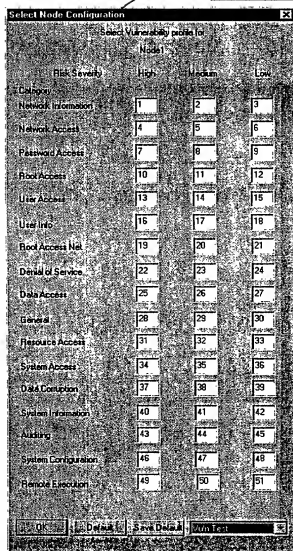 Select Node Configuration
Select Vulnerability profile for
Node1
Risk Severity High Medium Low
Category
Network Information 1 2 3
Network Access 4 5 6
Password Access 7 8 9
Root Access 10 11 12
User Access 13 14 15
User Info 16 17 18
Root Access Net 19 20 21
Denial of Service 22 23 24
Data Access 25 26 27
General 28 29 30
Resource Access 31 32 33
System Access 34 35 36
Data Corruption 37 38 39
System Information 40 41 42
Auditing 43 44 45
System Configuration 46 47 48
Remote Execution 49 50 51
OK Default Save Default Vuln Test